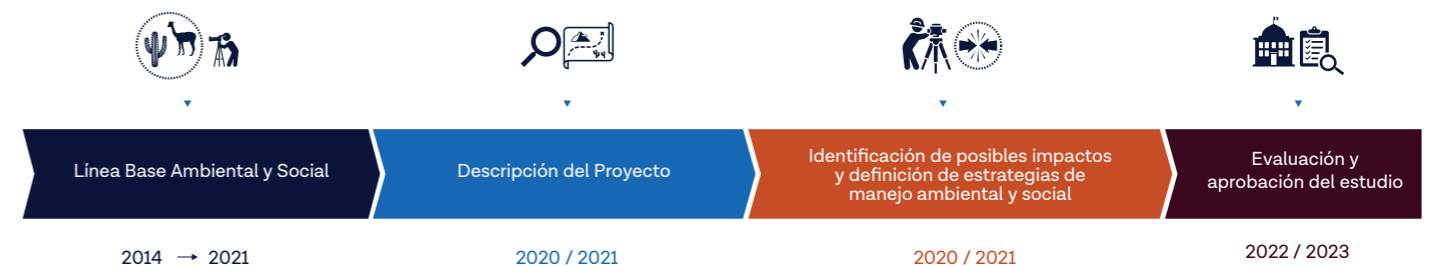 Línea Base Ambiental y Social
Descripción del Proyecto
Identificación de posibles impactos
y definición de estrategias de
manejo ambiental y social
Evaluación y
aprobación del estudio
2014 → 2021
2020 / 2021
2020 / 2021
2022 / 2023